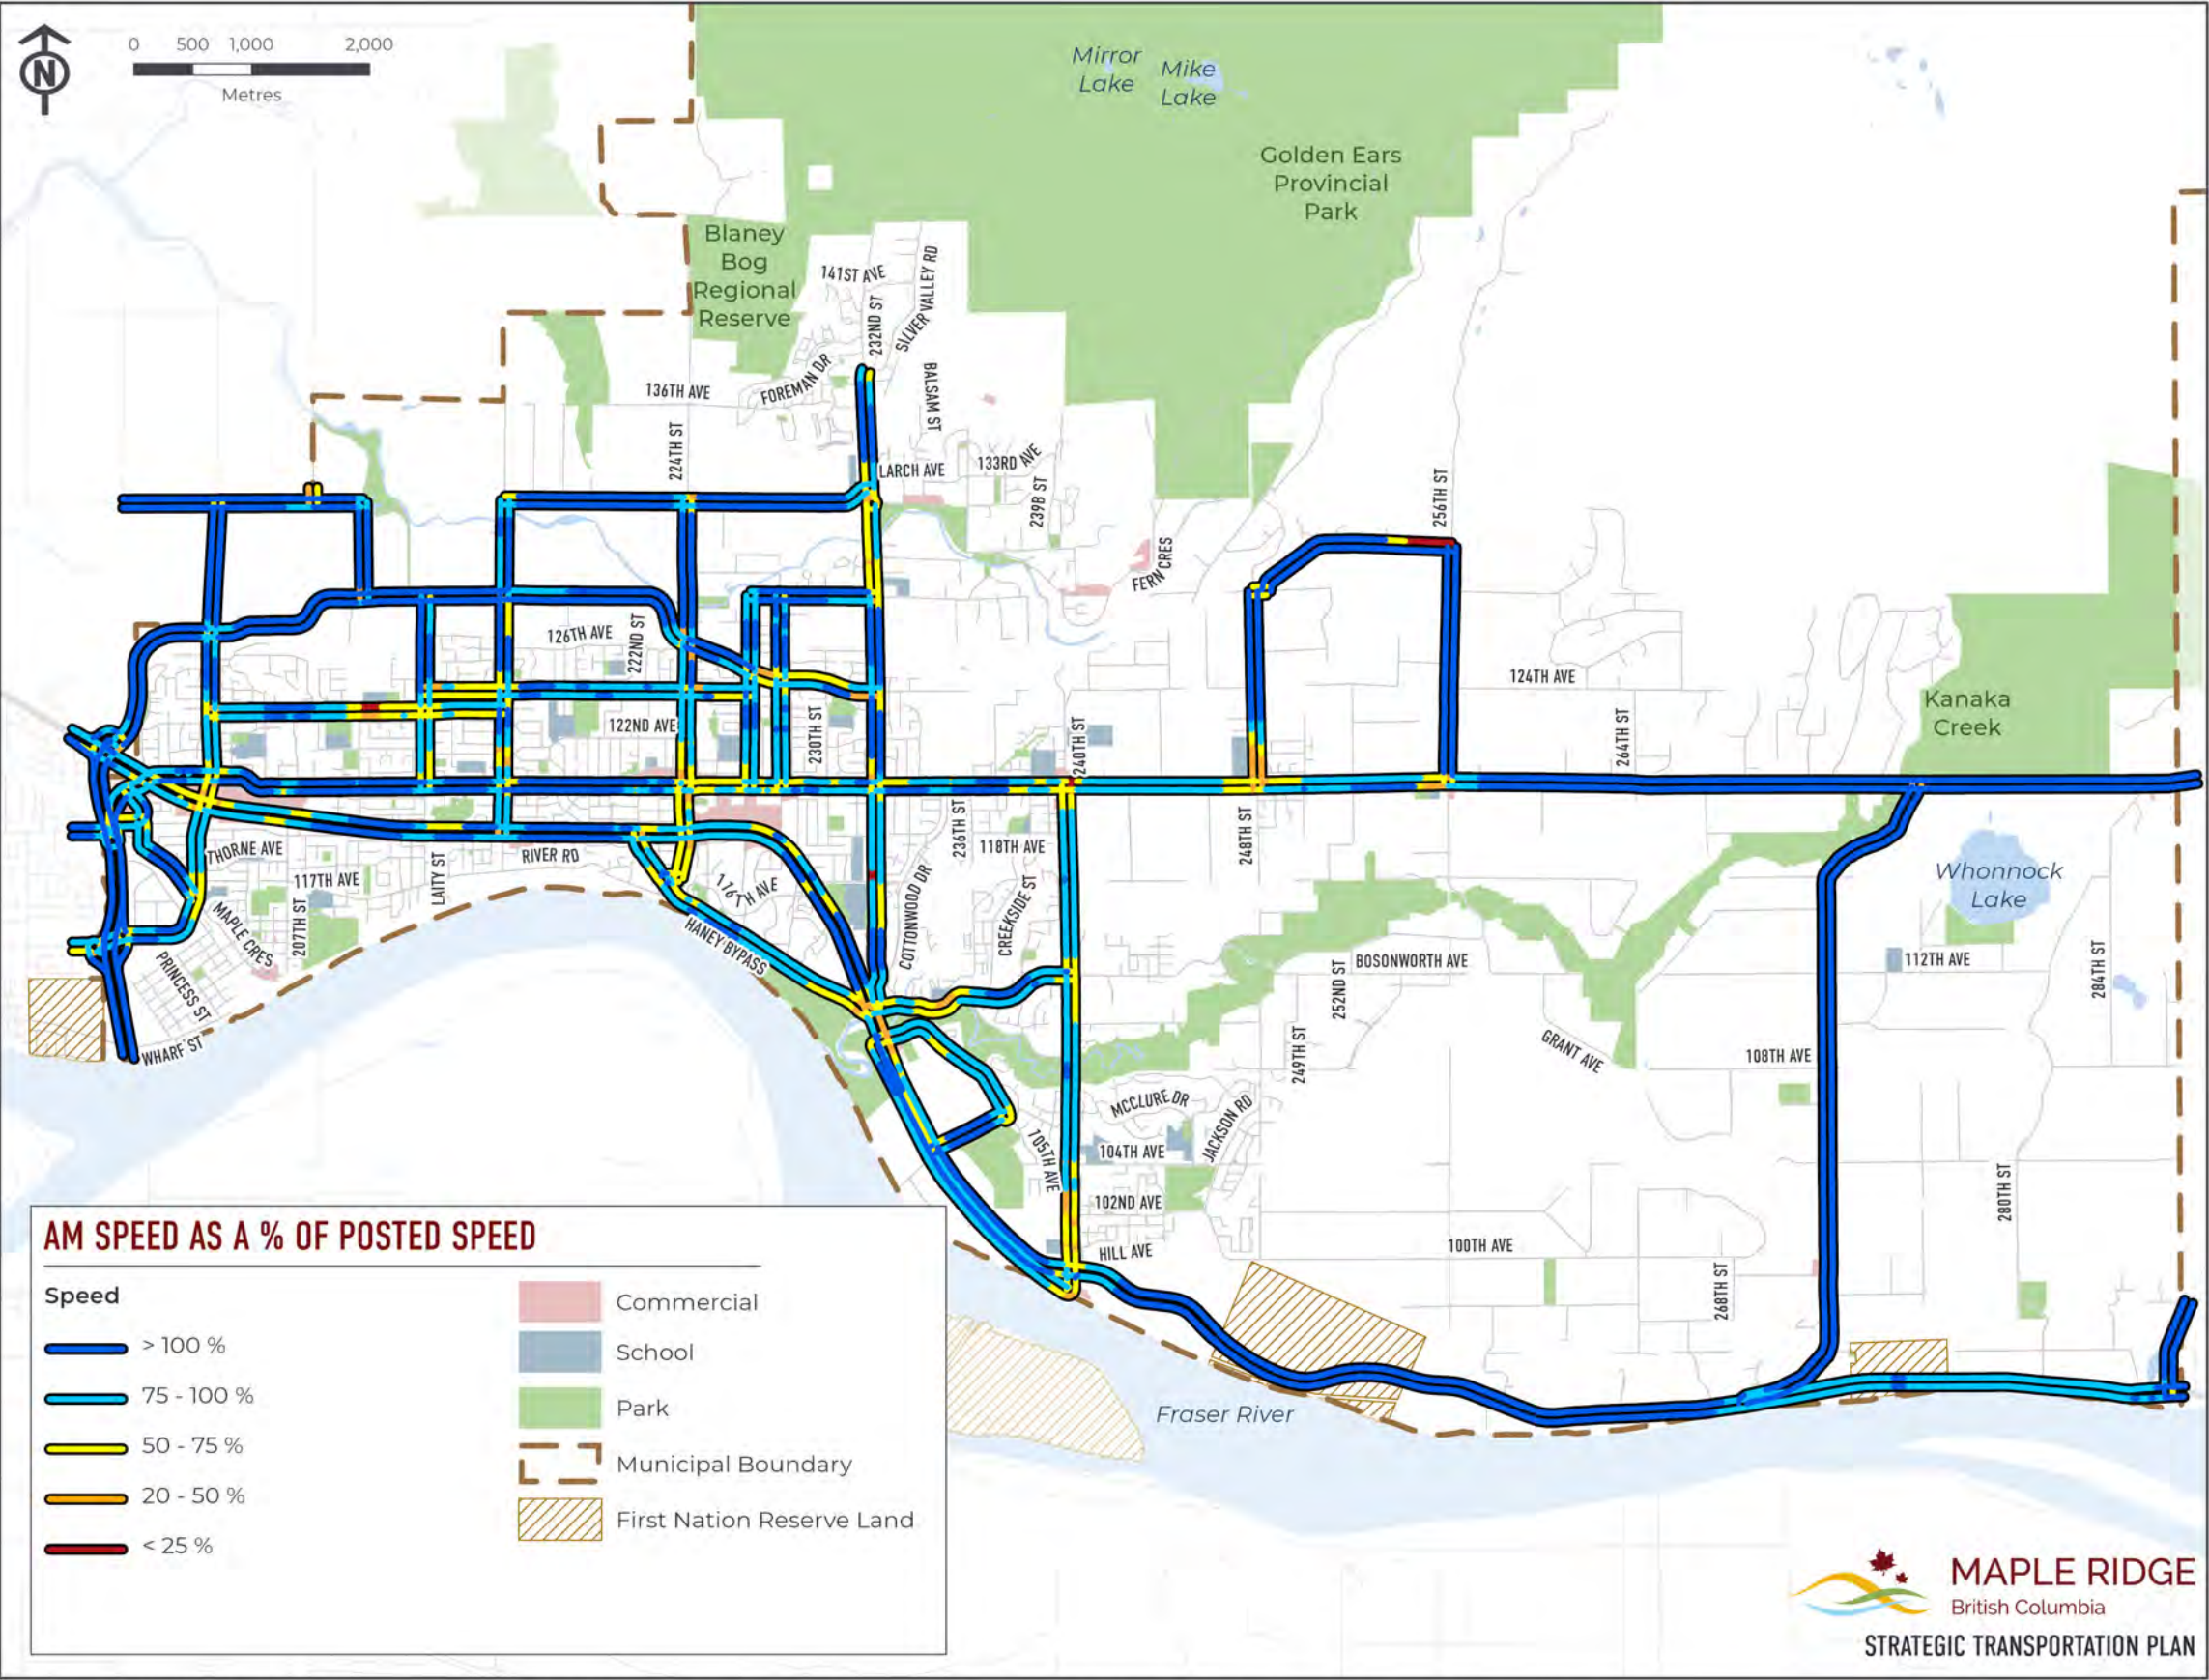 N
0 500 1,000 2,000
Metres
Mirror
Lake
Mike
Lake
Golden Ears
Provincial
Park
Blaney
Bog
Regional
Reserve
141ST AVE
232ND ST
SILVER VALLEY RD
FOREMAN DR
136TH AVE
BALSAM ST
224TH ST
LARCH AVE
133RD AVE
239B ST
256TH ST
FERN CRES
126TH AVE
222ND ST
124TH AVE
Kanaka
Creek
122ND AVE
230TH ST
240TH ST
264TH ST
236TH ST
118TH AVE
248TH ST
THORNE AVE
RIVER RD
117TH AVE
LAITY ST
176TH AVE
Whonnock
Lake
207TH ST
MAPLE CRES
HANEY BYPASS
COTTONWOOD DR
CREEKSIDE ST
PRINCESS ST
BOSONWORTH AVE
252ND ST
112TH AVE
284TH ST
WHARF ST
249TH ST
GRANT AVE
108TH AVE
MCCLURE DR
JACKSON RD
105TH AVE
104TH AVE
102ND AVE
280TH ST
HILL AVE
100TH AVE
268TH ST
Fraser River
AM SPEED AS A % OF POSTED SPEED
Speed
> 100 %
75 - 100 %
50 - 75 %
20 - 50 %
< 25 %
Commercial
School
Park
Municipal Boundary
First Nation Reserve Land
MAPLE RIDGE
British Columbia
STRATEGIC TRANSPORTATION PLAN